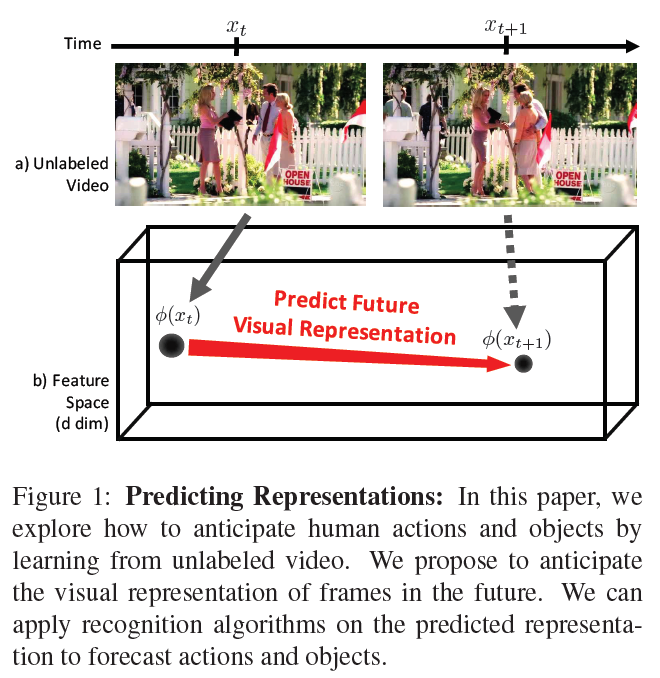 Time
x_t
x_{t+1}
a) Unlabeled
Video
OPEN
HOUSE
OPEN
HOUSE
Predict Future
Visual Representation
ϕ(x_t)
ϕ(x_{t+1})
b) Feature
Space
(d dim)
Figure 1: Predicting Representations: In this paper, we
explore how to anticipate human actions and objects by
learning from unlabeled video. We propose to anticipate
the visual representation of frames in the future. We can
apply recognition algorithms on the predicted representa-
tion to forecast actions and objects.